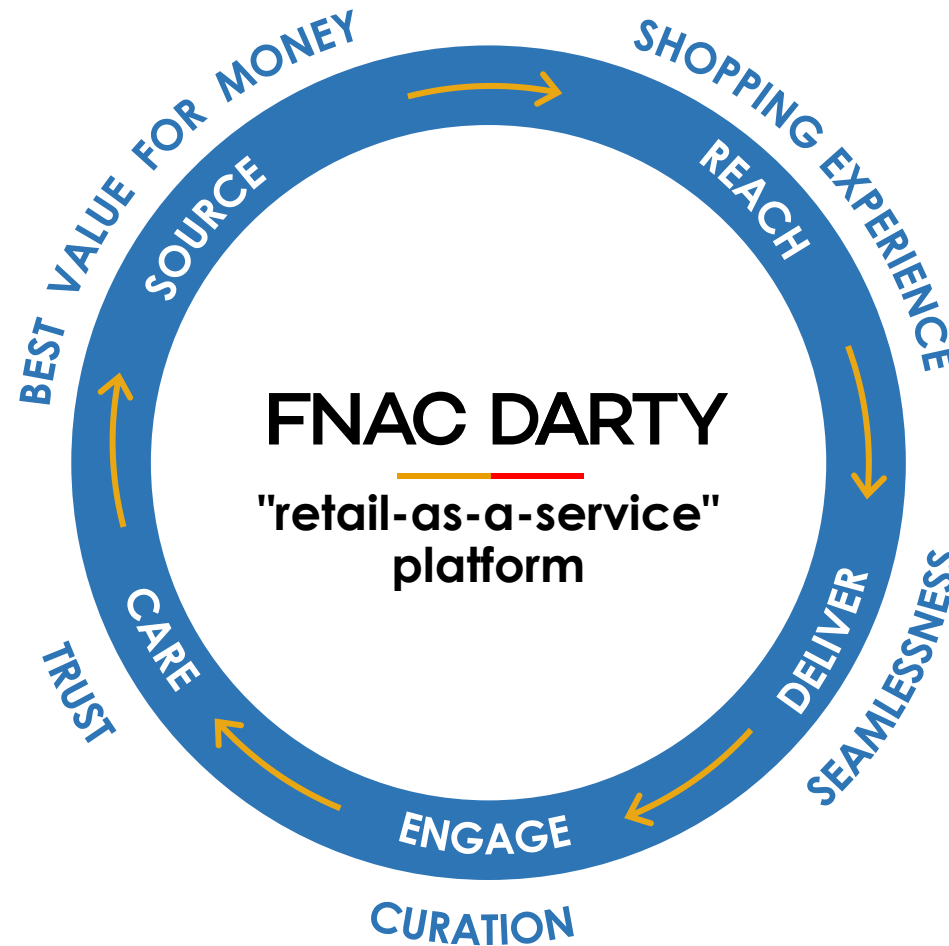 BEST VALUE FOR MONEY
SHOPPING EXPERIENCE
SOURCE
REACH
FNAC DARTY
"retail-as-a-service"
platform
CARE
DELIVER
TRUST
SEAMLESSNESS
ENGAGE
CURATION